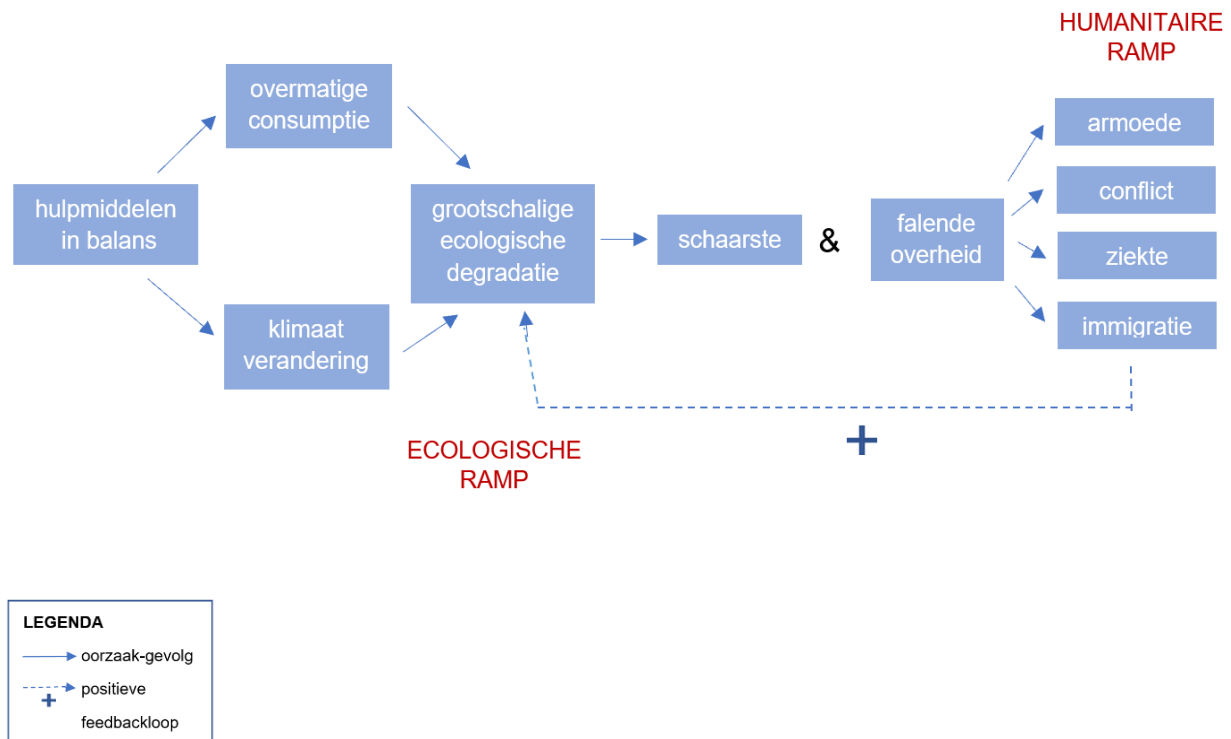 HUMANITAIRE
RAMP
overmatige
consumptie
armoede
hulpmiddelen
in balans
grootschalige
ecologische
degradatie
schaarste
&
falende
overheid
conflict
ziekte
immigratie
klimaat
verandering
+
ECOLOGISCHE
RAMP
LEGENDA
oorzaak-gevolg
positieve
+
feedbackloop